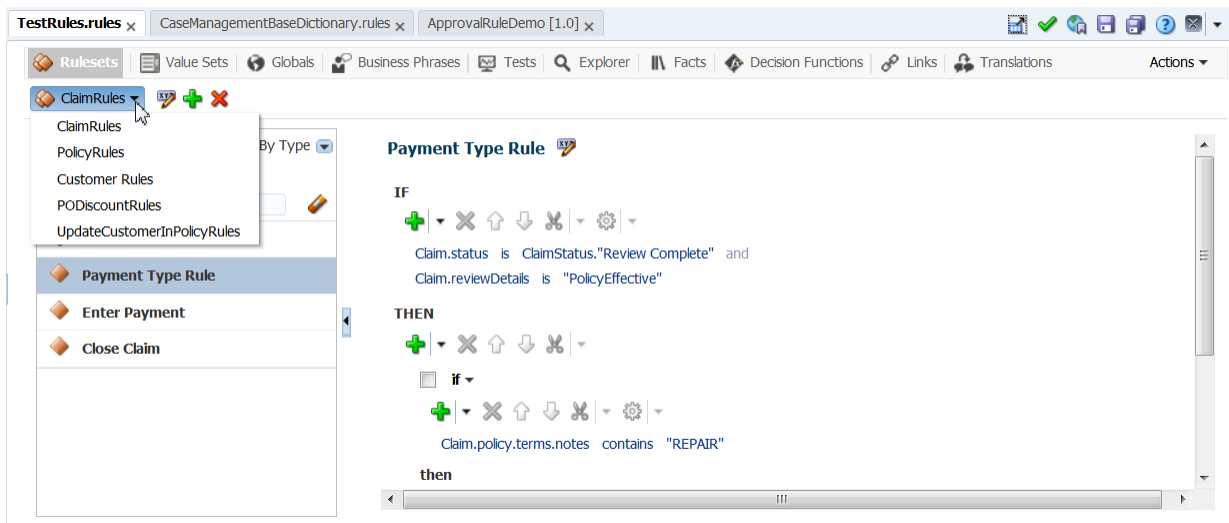 TestRules.rules x CaseManagementBaseDictionary.rules x ApprovalRuleDemo [1.0] x
Rulesets Value Sets Globals Business Phrases Tests Explorer Facts Decision Functions Links Translations Actions
ClaimRules
ClaimRules
PolicyRules
Customer Rules
PODiscountRules
UpdateCustomerInPolicyRules
By Type
Payment Type Rule
Enter Payment
Close Claim
Payment Type Rule
IF
Claim.status is ClaimStatus."Review Complete" and
Claim.reviewDetails is "PolicyEffective"
THEN
if
Claim.policy.terms.notes contains "REPAIR"
then